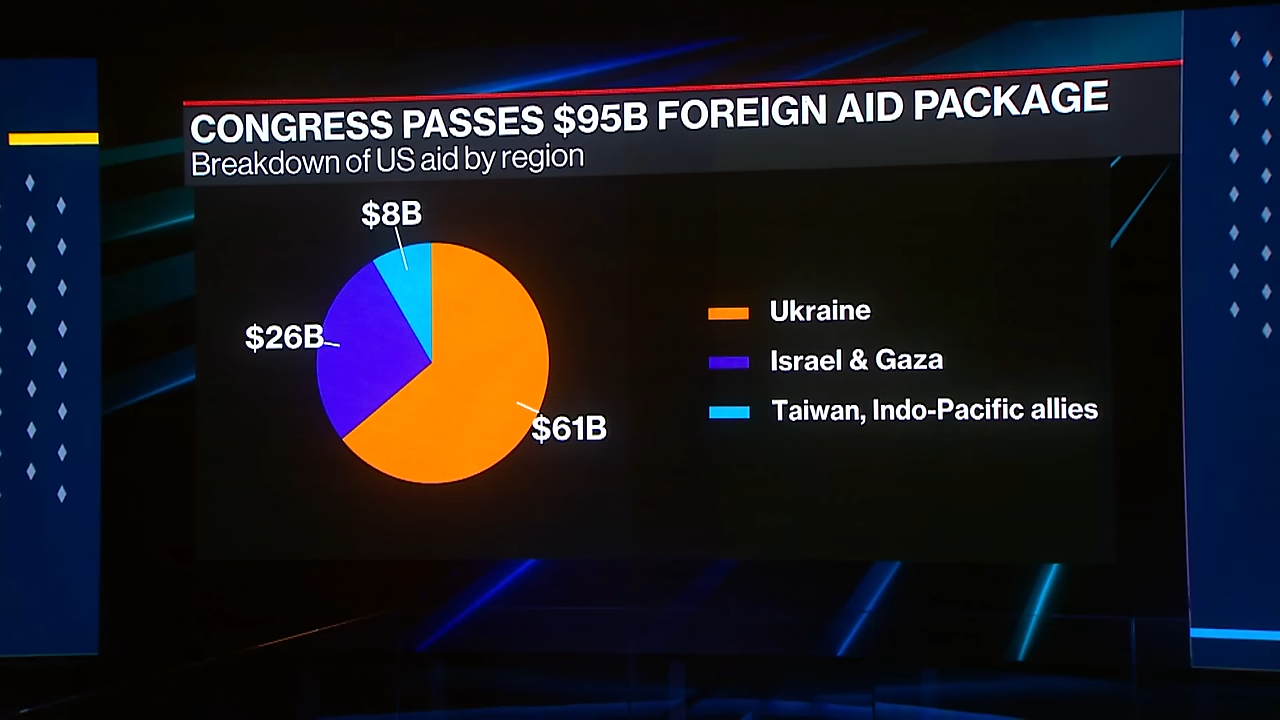 CONGRESS PASSES $95B FOREIGN AID PACKAGE
Breakdown of US aid by region
$8B
$26B
$61B
Ukraine
Israel & Gaza
Taiwan, Indo-Pacific allies